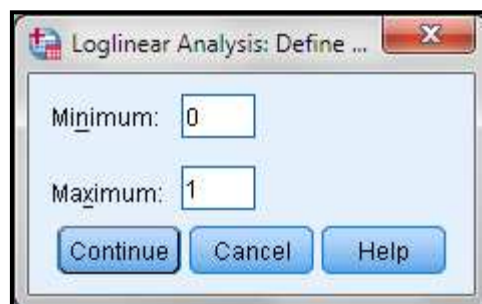 Loglinear Analysis: Define ...
Minimum: 0
Maximum: 1
Continue Cancel Help